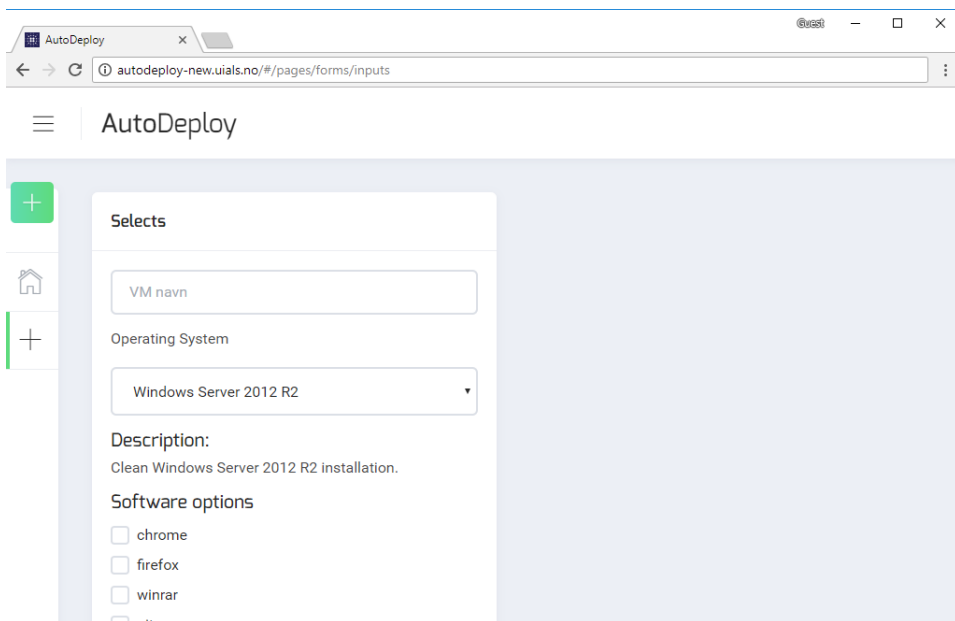 Guest
AutoDeploy
autodeploy-new.uials.no/#/pages/forms/inputs
AutoDeploy
Selects
VM navn
Operating System
Windows Server 2012 R2
Description:
Clean Windows Server 2012 R2 installation.
Software options
chrome
firefox
winrar